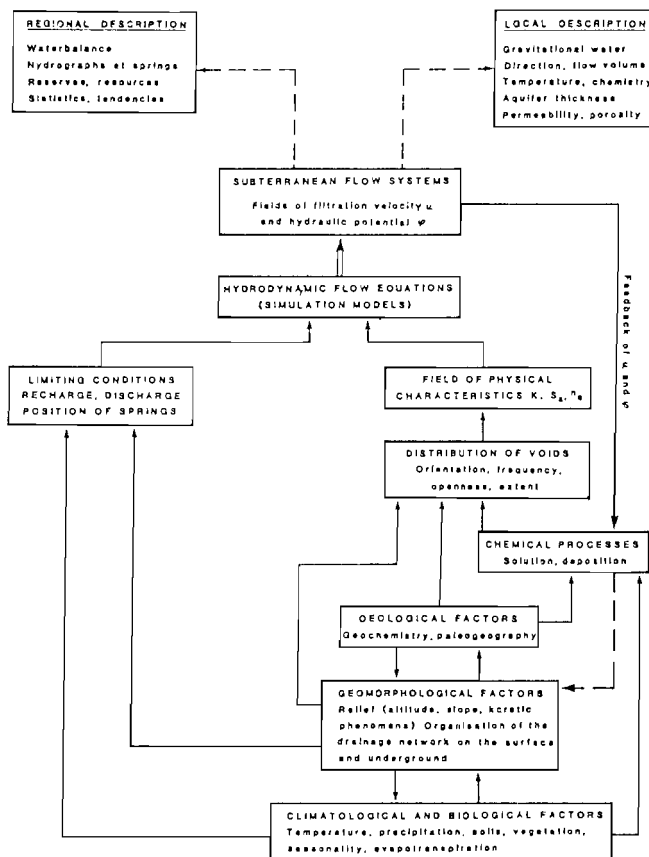 REGIONAL DESCRIPTION
Waterbalance
Hydrographs of springs
Reserves, resources
Statistics, tendencies
LOCAL DESCRIPTION
Gravitational water
Direction, flow volume
Temperature, chemistry
Aquifer thickness
Permeability, porosity
SUBTERRANEAN FLOW SYSTEMS
Fields of filtration velocity u
and hydraulic potential φ
HYDRODYNAMIC FLOW EQUATIONS
(SIMULATION MODELS)
Feedback of u and φ
LIMITING CONDITIONS
RECHARGE, DISCHARGE
POSITION OF SPRINGS
FIELD OF PHYSICAL
CHARACTERISTICS K, Ss, ne
DISTRIBUTION OF VOIDS
Orientation, frequency,
openness, extent
CHEMICAL PROCESSES
Solution, deposition
GEOLOGICAL FACTORS
Geochemistry, paleogeography
GEOMORPHOLOGICAL FACTORS
Relief (altitude, slope, karstic
phenomena) Organisation of the
drainage network on the surface
and underground
CLIMATOLOGICAL AND BIOLOGICAL FACTORS
Temperature, precipitation, soils, vegetation,
seasonality, evapotranspiration